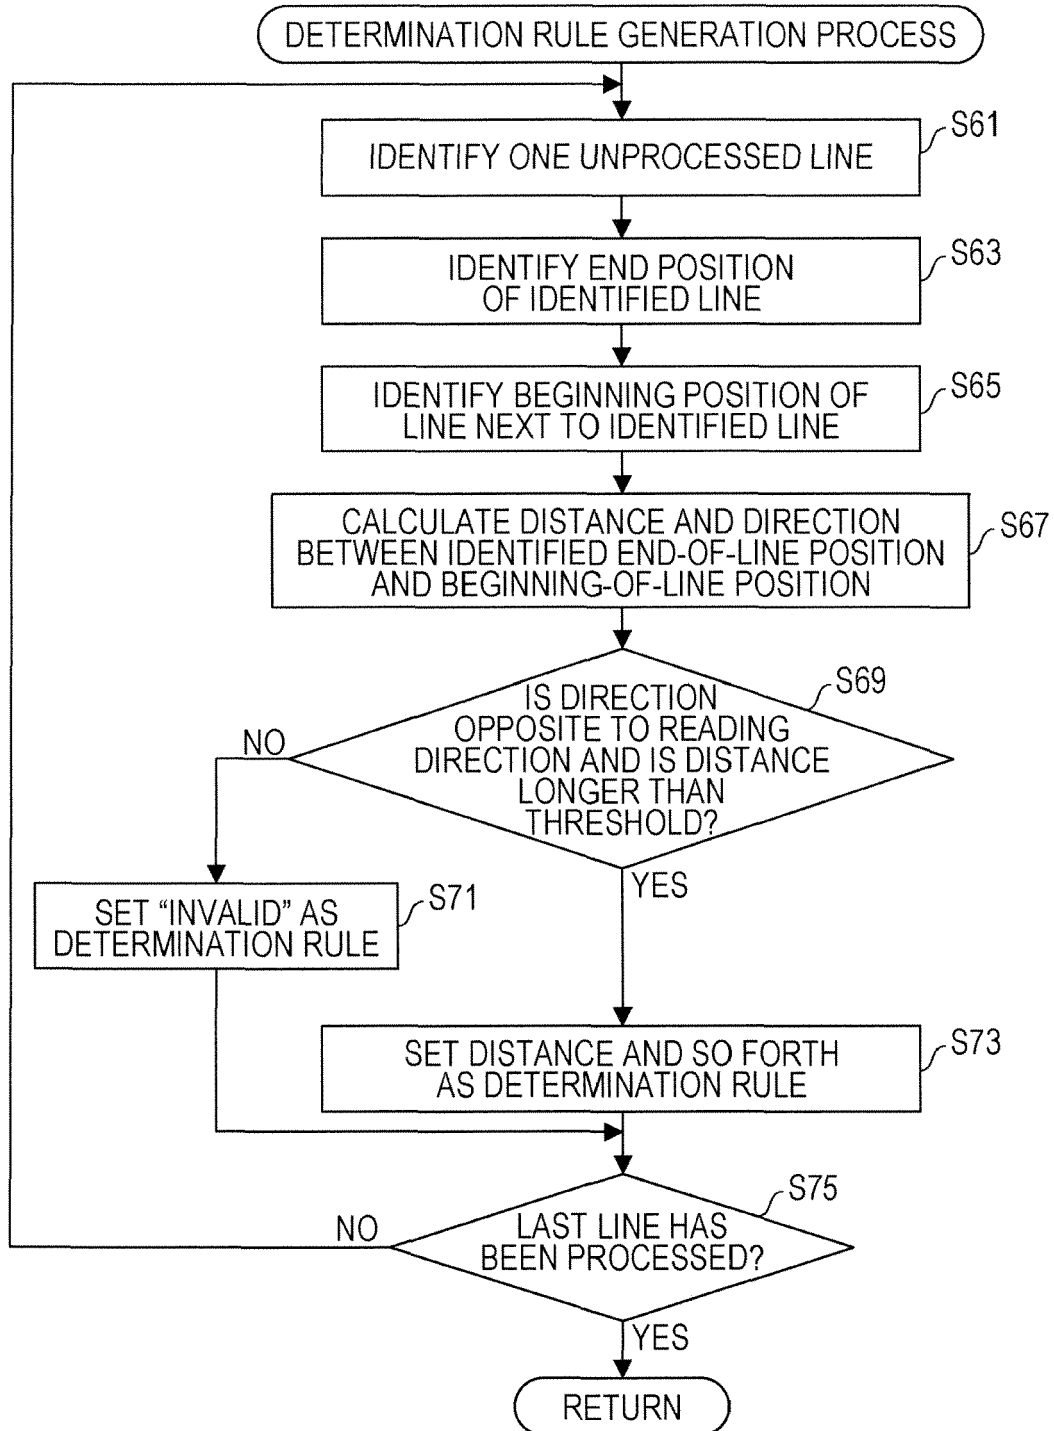 DETERMINATION RULE GENERATION PROCESS
S61
IDENTIFY ONE UNPROCESSED LINE
S63
IDENTIFY END POSITION
OF IDENTIFIED LINE
S65
IDENTIFY BEGINNING POSITION OF
LINE NEXT TO IDENTIFIED LINE
S67
CALCULATE DISTANCE AND DIRECTION
BETWEEN IDENTIFIED END-OF-LINE POSITION
AND BEGINNING-OF-LINE POSITION
S69
IS DIRECTION
OPPOSITE TO READING
DIRECTION AND IS DISTANCE
LONGER THAN
THRESHOLD?
NO
YES
S71
SET “INVALID” AS
DETERMINATION RULE
S73
SET DISTANCE AND SO FORTH
AS DETERMINATION RULE
S75
LAST LINE HAS
BEEN PROCESSED?
NO
YES
RETURN